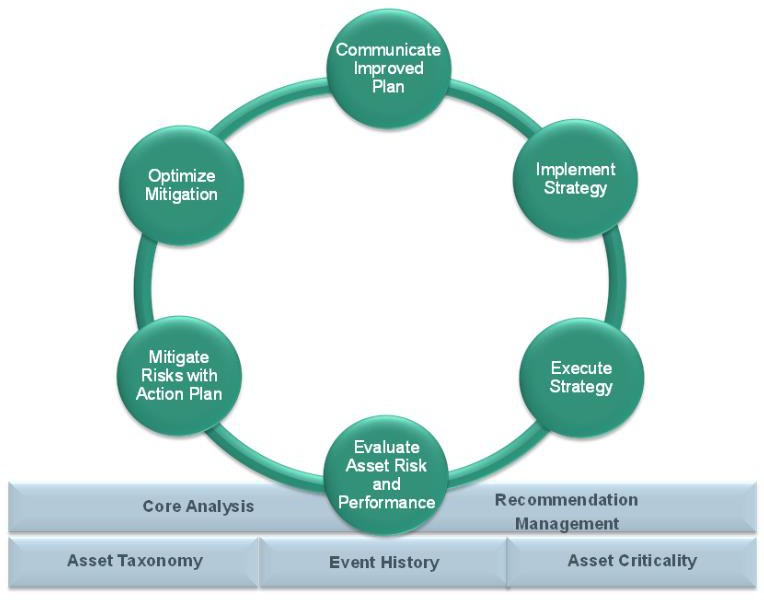 Communicate
Improved
Plan
Implement
Strategy
Optimize
Mitigation
Execute
Strategy
Mitigate
Risks with
Action Plan
Evaluate
Asset Risk
and
Performance
Core Analysis
Recommendation
Management
Asset Taxonomy
Event History
Asset Criticality